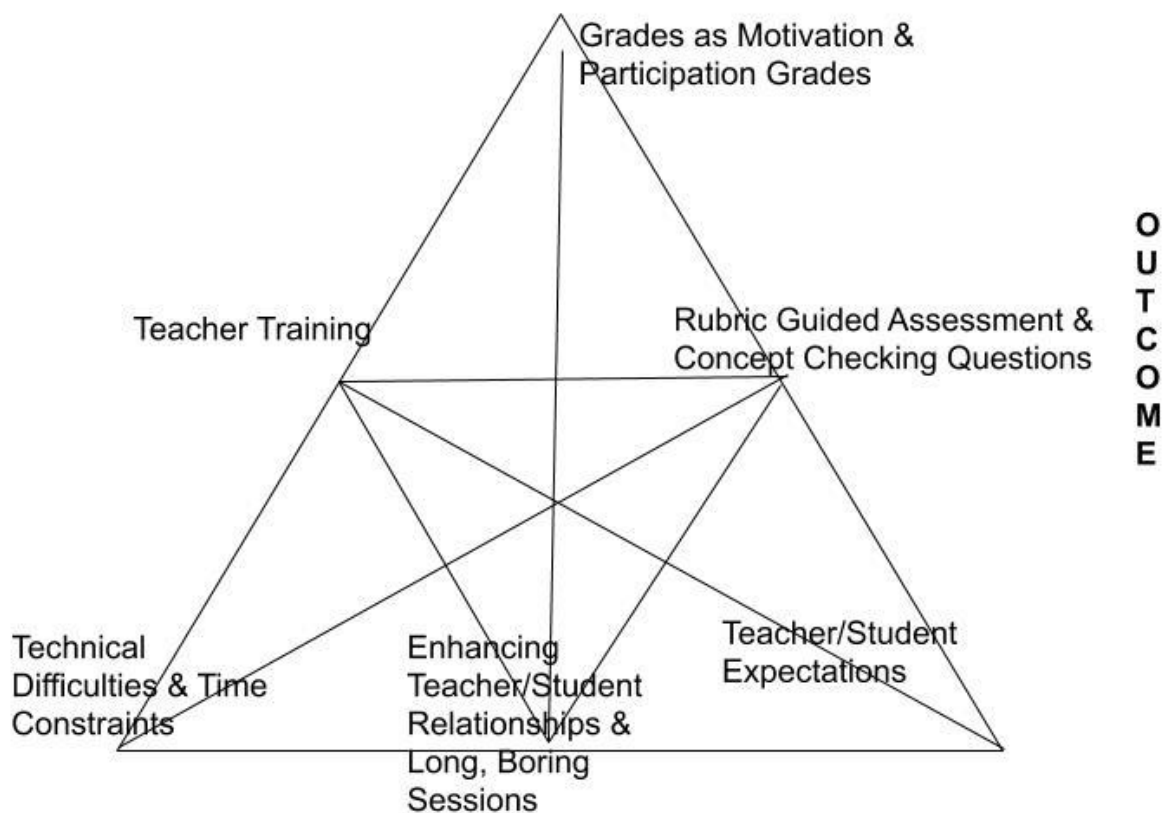 Grades as Motivation &
Participation Grades
Teacher Training
Rubric Guided Assessment &
Concept Checking Questions
O
U
T
C
O
M
E
Technical
Difficulties & Time
Constraints
Enhancing
Teacher/Student
Relationships &
Long, Boring
Sessions
Teacher/Student
Expectations